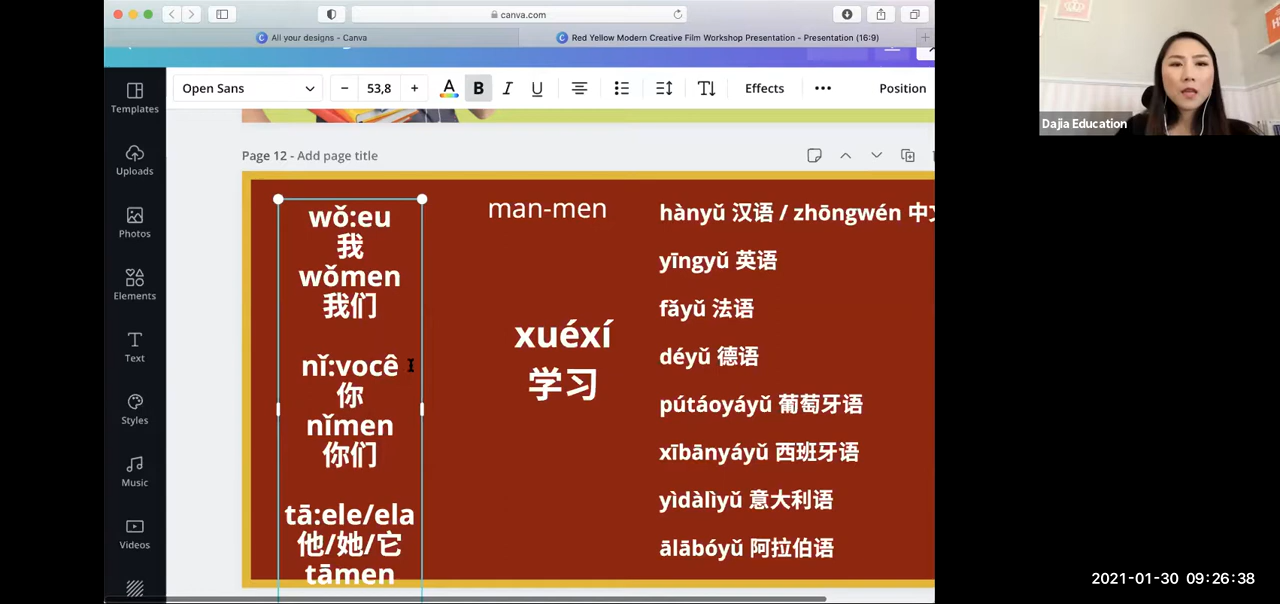 canva.com
All your designs - Canva
Red Yellow Modern Creative Film Workshop Presentation - Presentation (16:9)
Open Sans
53,8
A
B
I
U
Effects
Position
Templates
Uploads
Photos
Elements
Text
Styles
Music
Videos
Page 12 - Add page title
wǒ:eu
我
wǒmen
我们
nǐ:você
你
nǐmen
你们
tā:ele/ela
他/她/它
tāmen
man-men
xuéxí
学习
hànyǔ 汉语 / zhōngwén 中
yīngyǔ 英语
fǎyǔ 法语
déyǔ 德语
pútáoyáyǔ 葡萄牙语
xībānyáyǔ 西班牙语
yìdàlìyǔ 意大利语
ālābóyǔ 阿拉伯语
Dajia Education
2021-01-30 09:26:38